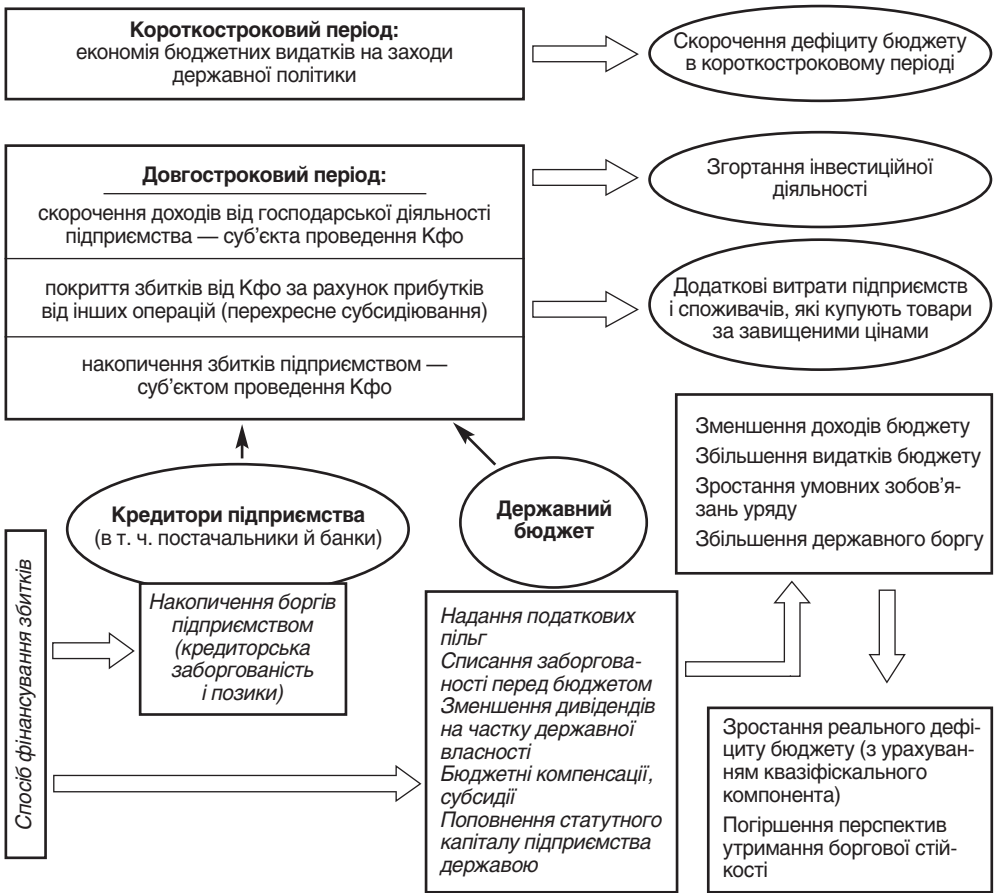 Короткостроковий період:
економія бюджетних видатків на заходи
державної політики
Скорочення дефіциту бюджету
в короткостроковому періоді
Довгостроковий період:
скорочення доходів від господарської діяльності
підприємства — суб'єкта проведення Кфо
покриття збитків від Кфо за рахунок прибутків
від інших операцій (перехресне субсидіювання)
накопичення збитків підприємством —
суб'єктом проведення Кфо
Згортання інвестиційної
діяльності
Додаткові витрати підприємств
і споживачів, які купують товари
за завищеними цінами
Кредитори підприємства
(в т. ч. постачальники й банки)
Державний
бюджет
Зменшення доходів бюджету
Збільшення видатків бюджету
Зростання умовних зобов'я-
зань уряду
Збільшення державного боргу
Спосіб фінансування збитків
Накопичення боргів
підприємством
(кредиторська
заборгованість
і позики)
Надання податкових
пільг
Списання заборгова-
ності перед бюджетом
Зменшення дивідендів
на частку державної
власності
Бюджетні компенсації,
субсидії
Поповнення статутного
капіталу підприємства
державою
Зростання реального дефі-
циту бюджету (з урахуван-
ням квазіфіскального
компонента)
Погіршення перспектив
утримання боргової стій-
кості